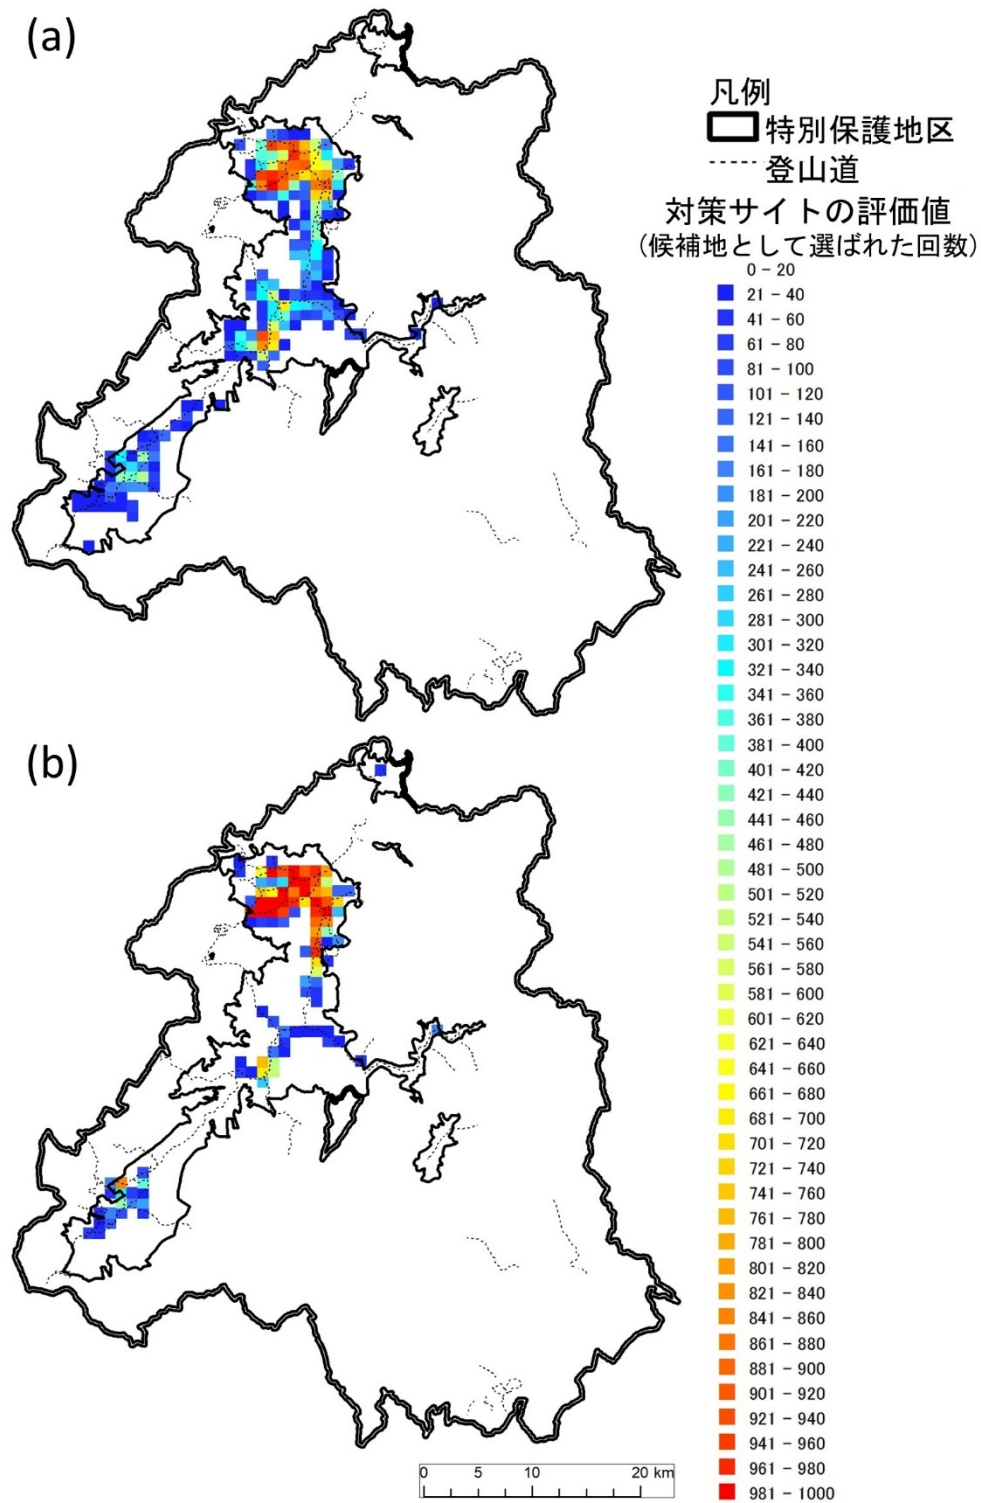 (a)
凡例
特別保護地区
登山道
対策サイトの評価値
(候補地として選ばれた回数)
0 – 20
21 – 40
41 – 60
61 – 80
81 – 100
101 – 120
121 – 140
141 – 160
161 – 180
181 – 200
201 – 220
221 – 240
241 – 260
261 – 280
281 – 300
301 – 320
321 – 340
341 – 360
361 – 380
381 – 400
401 – 420
421 – 440
441 – 460
461 – 480
481 – 500
501 – 520
521 – 540
541 – 560
561 – 580
581 – 600
601 – 620
621 – 640
641 – 660
661 – 680
681 – 700
701 – 720
721 – 740
741 – 760
761 – 780
781 – 800
801 – 820
821 – 840
841 – 860
861 – 880
881 – 900
901 – 920
921 – 940
941 – 960
961 – 980
981 – 1000
(b)
0 5 10 20 km